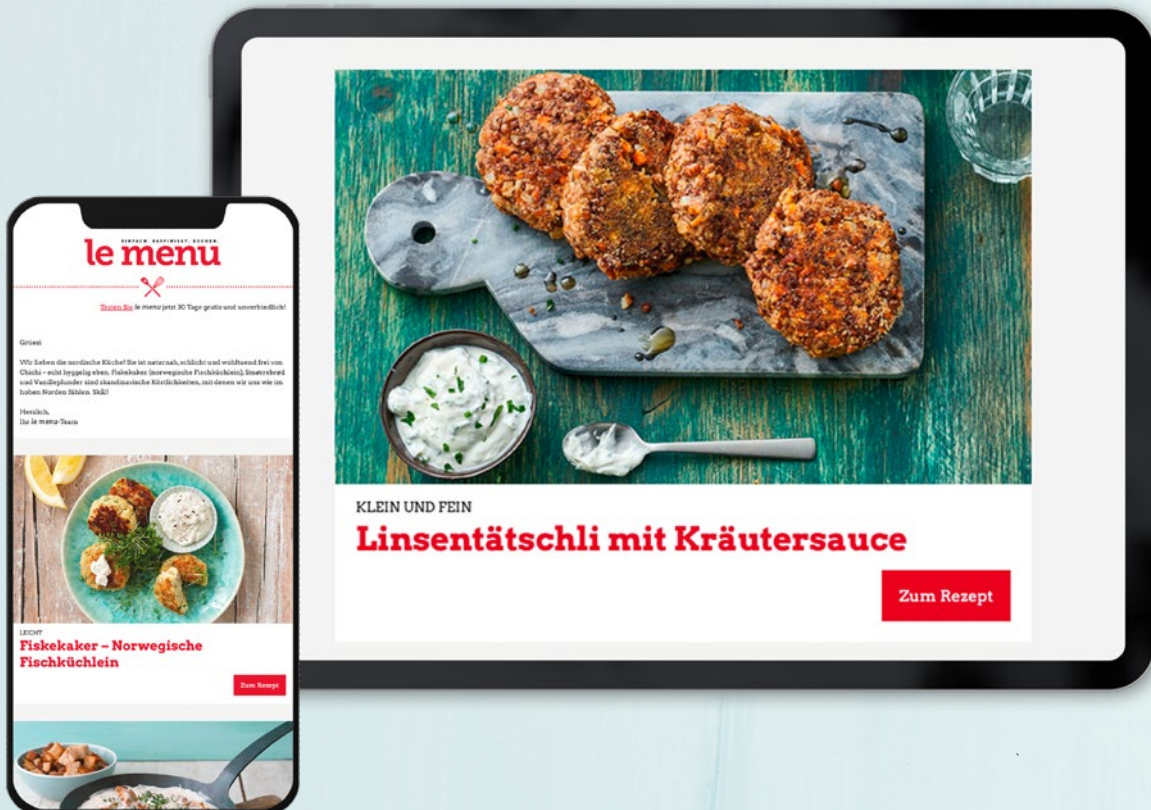 EINFACH. RAFFINIERT. KOCHEN.
le menu
Testen Sie le menu jetzt 30 Tage gratis und unverbindlich!
Grüezi
Wir lieben die nordische Küche! Sie ist naturnah, schlicht und wohltuend frei von
Chichi – echt hyggelig eben. Fiskekaker (norwegische Fischküchlein), Smørrebrød
und Vanilleplunder sind skandinavische Köstlichkeiten, mit denen wir uns wie im
hohen Norden fühlen. Skål!
Herzlich,
Ihr le menu-Team
LEICHT
Fiskekaker – Norwegische
Fischküchlein
Zum Rezept
KLEIN UND FEIN
Linsentätschli mit Kräutersauce
Zum Rezept